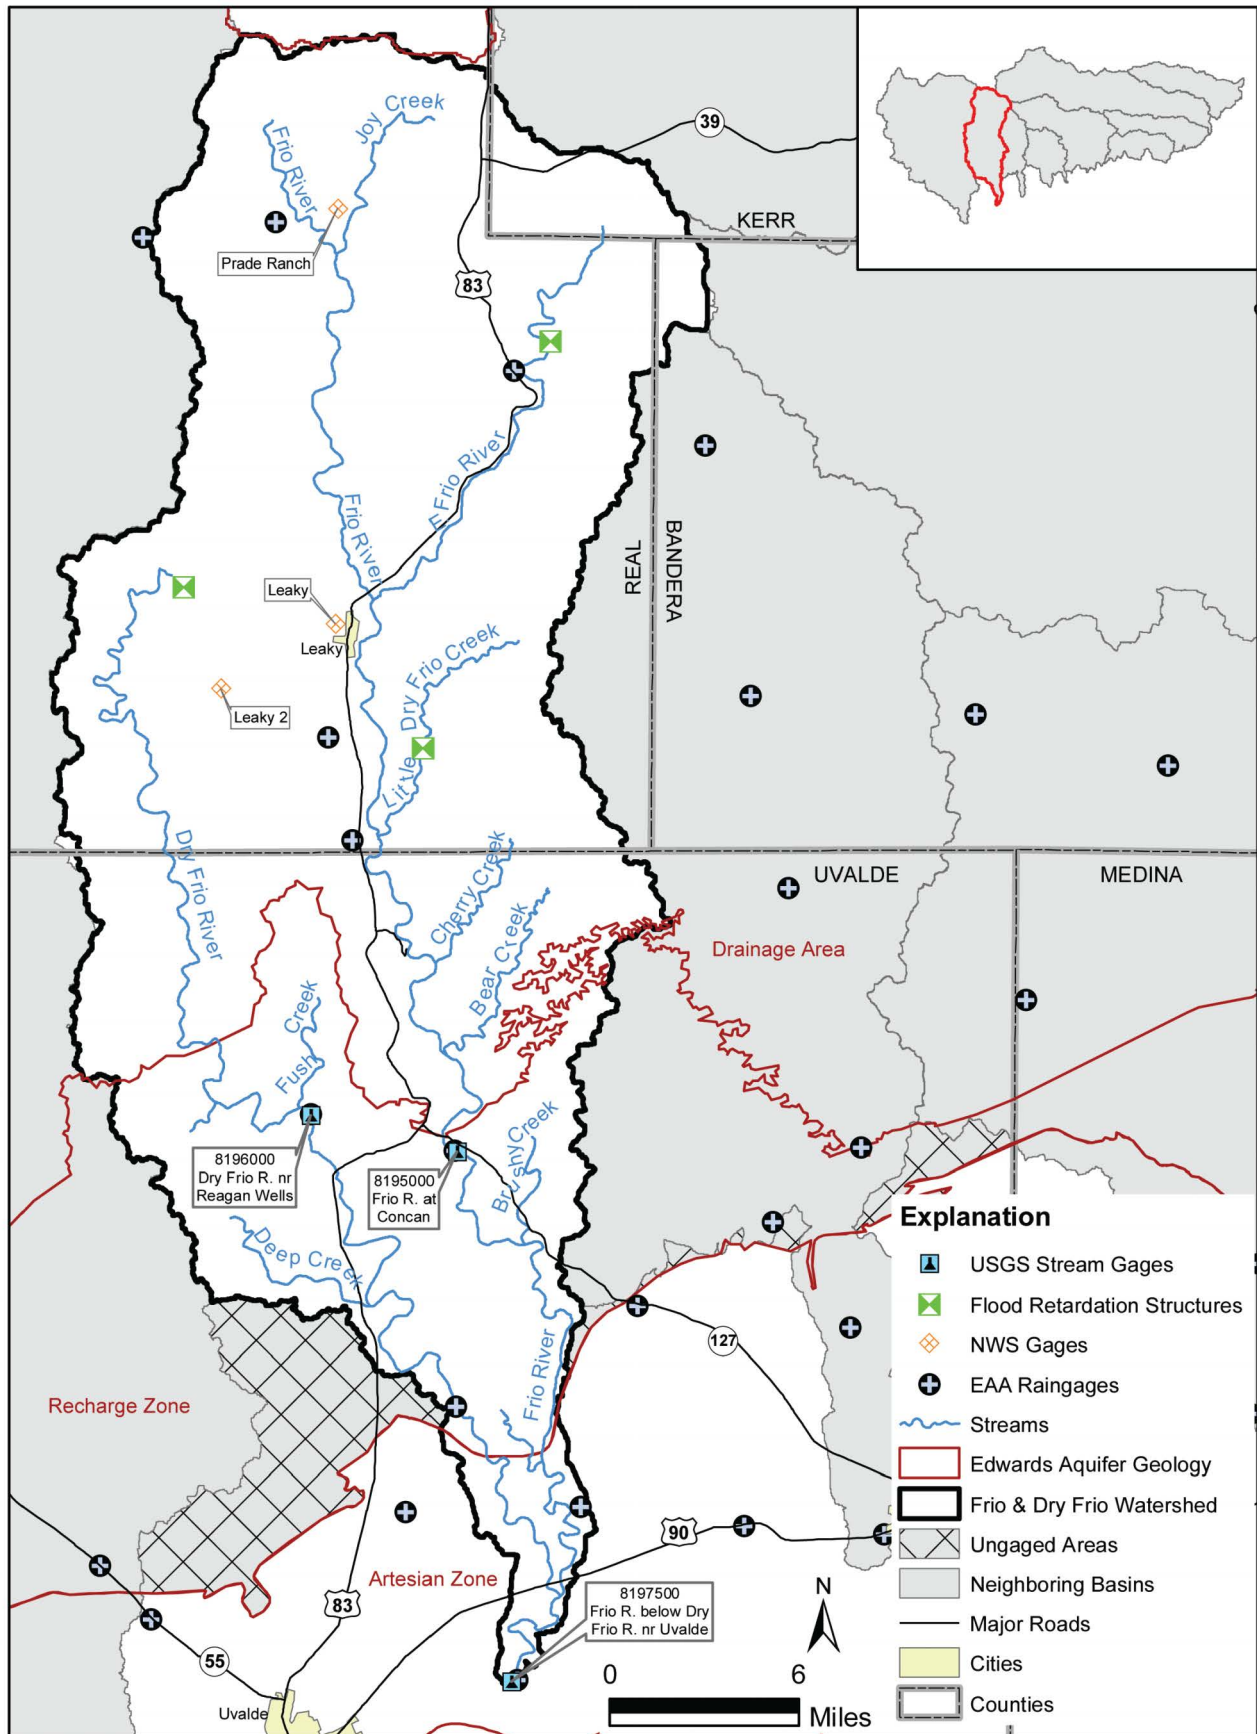 Joy Creek
Frio River
39
KERR
Prade Ranch
83
E Frio River
Frio River
REAL
BANDERA
Leaky
Leaky
Little Dry Frio Creek
Leaky 2
Dry Frio River
Cherry Creek
UVALDE
MEDINA
Bear Creek
Drainage Area
Fush Creek
8196000
Dry Frio R. nr
Reagan Wells
8195000
Frio R. at
Concan
BrushyCreek
Deep Creek
Frio River
127
Recharge Zone
90
Artesian Zone
83
8197500
Frio R. below Dry
Frio R. nr Uvalde
55
Uvalde
N
0 6
Miles
Explanation
USGS Stream Gages
Flood Retardation Structures
NWS Gages
EAA Raingages
Streams
Edwards Aquifer Geology
Frio & Dry Frio Watershed
Ungaged Areas
Neighboring Basins
Major Roads
Cities
Counties